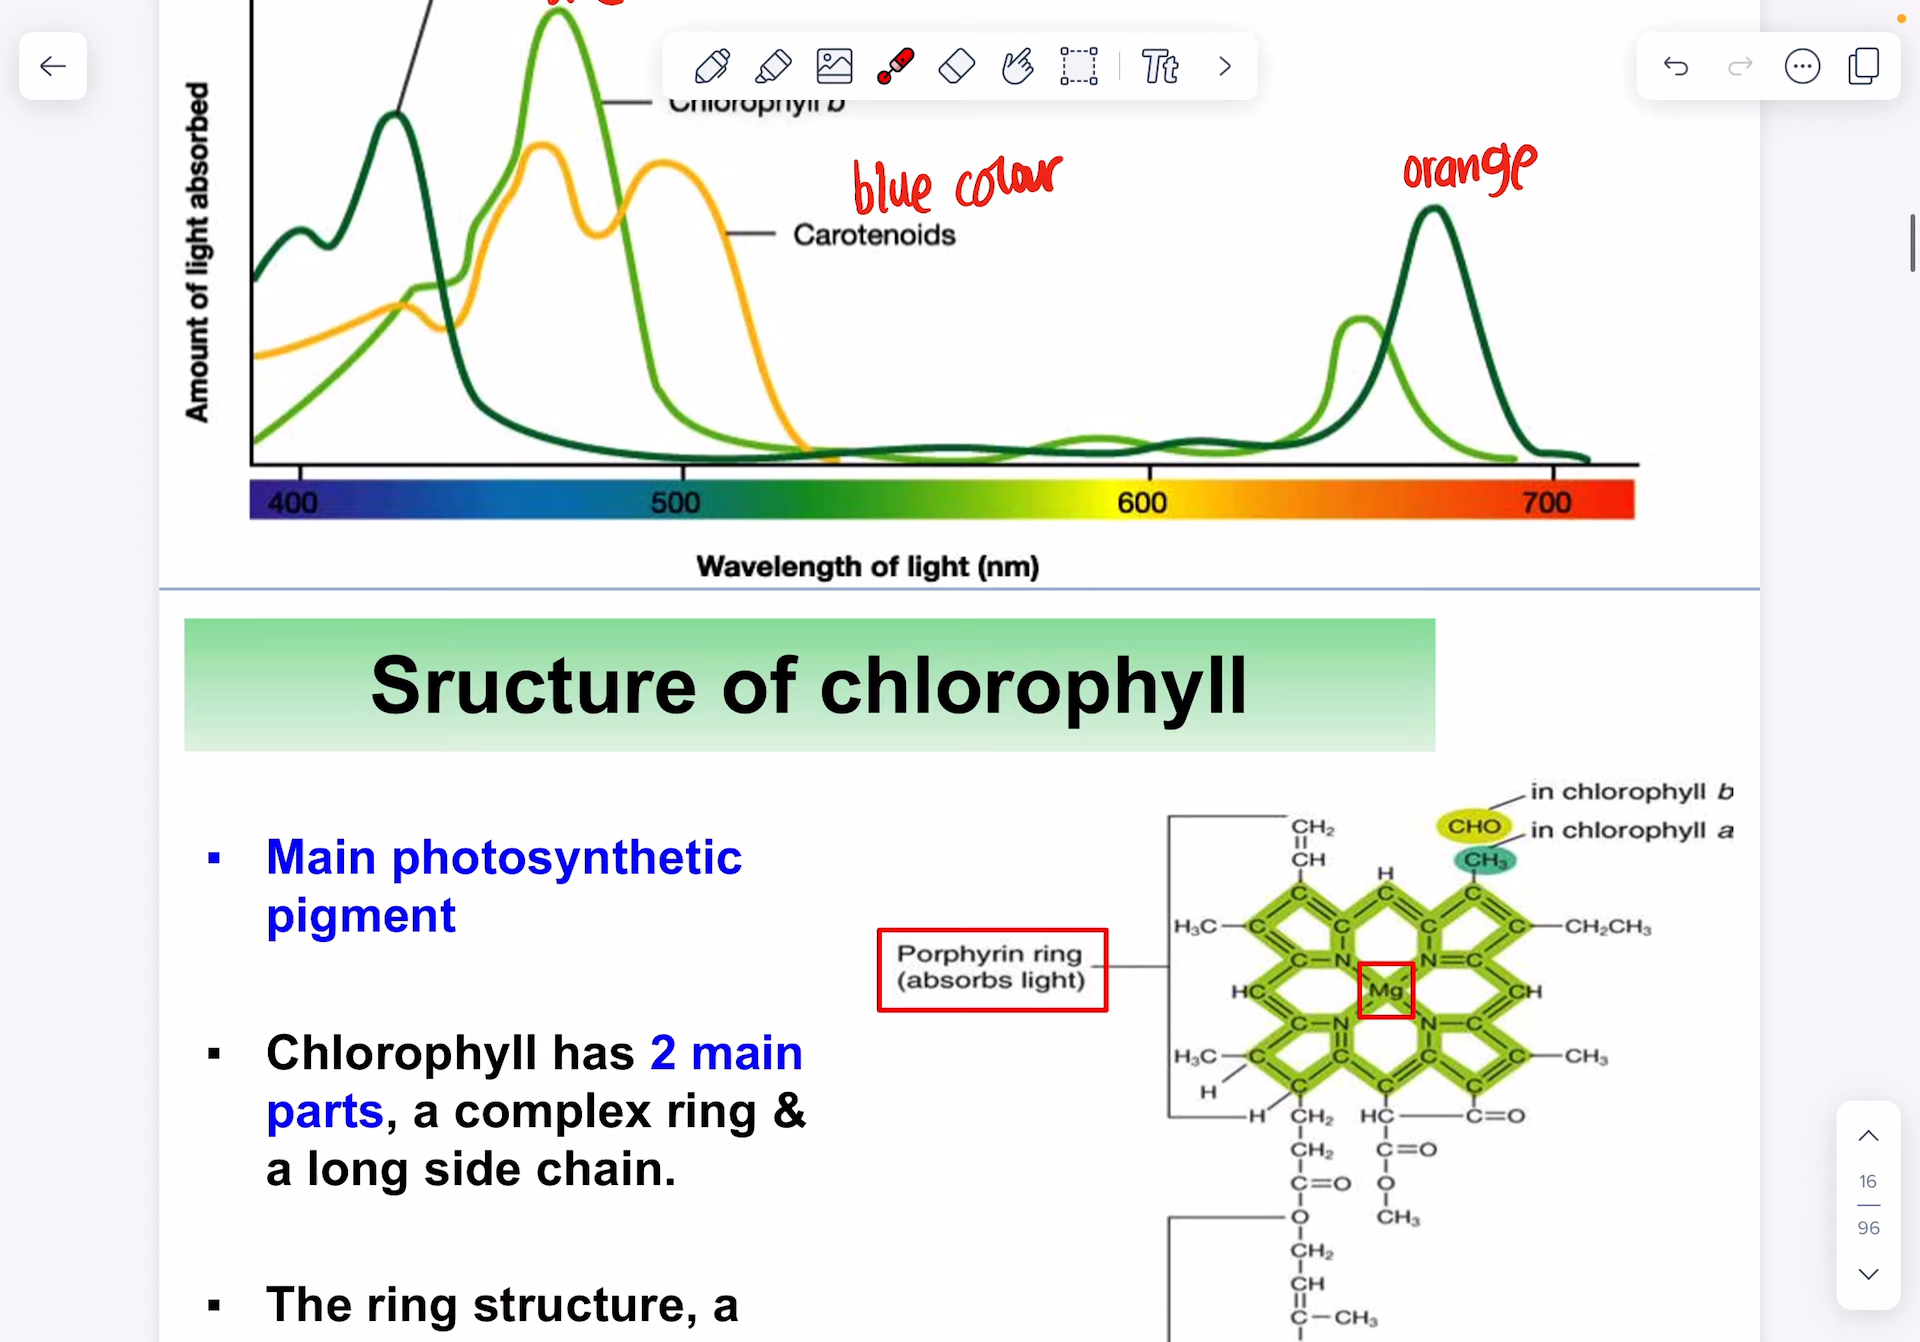 Tt
Chlorophyll b
blue colour
orange
Carotenoids
Amount of light absorbed
400 500 600 700
Wavelength of light (nm)
Sructure of chlorophyll
▪ Main photosynthetic
pigment
▪ Chlorophyll has 2 main
parts, a complex ring &
a long side chain.
▪ The ring structure, a
in chlorophyll b
CHO
in chlorophyll a
CH₃
CH₂
CH
H
C C C
H₃C C C C C CH₂CH₃
Porphyrin ring
(absorbs light)
C N N C
HC Mg CH
C N N C
H₃C C C C C CH₃
H
C C C
H CH₂ HC C=O
CH₂ C=O
C=O O
O CH₃
CH₂
CH
C CH₃
16
96